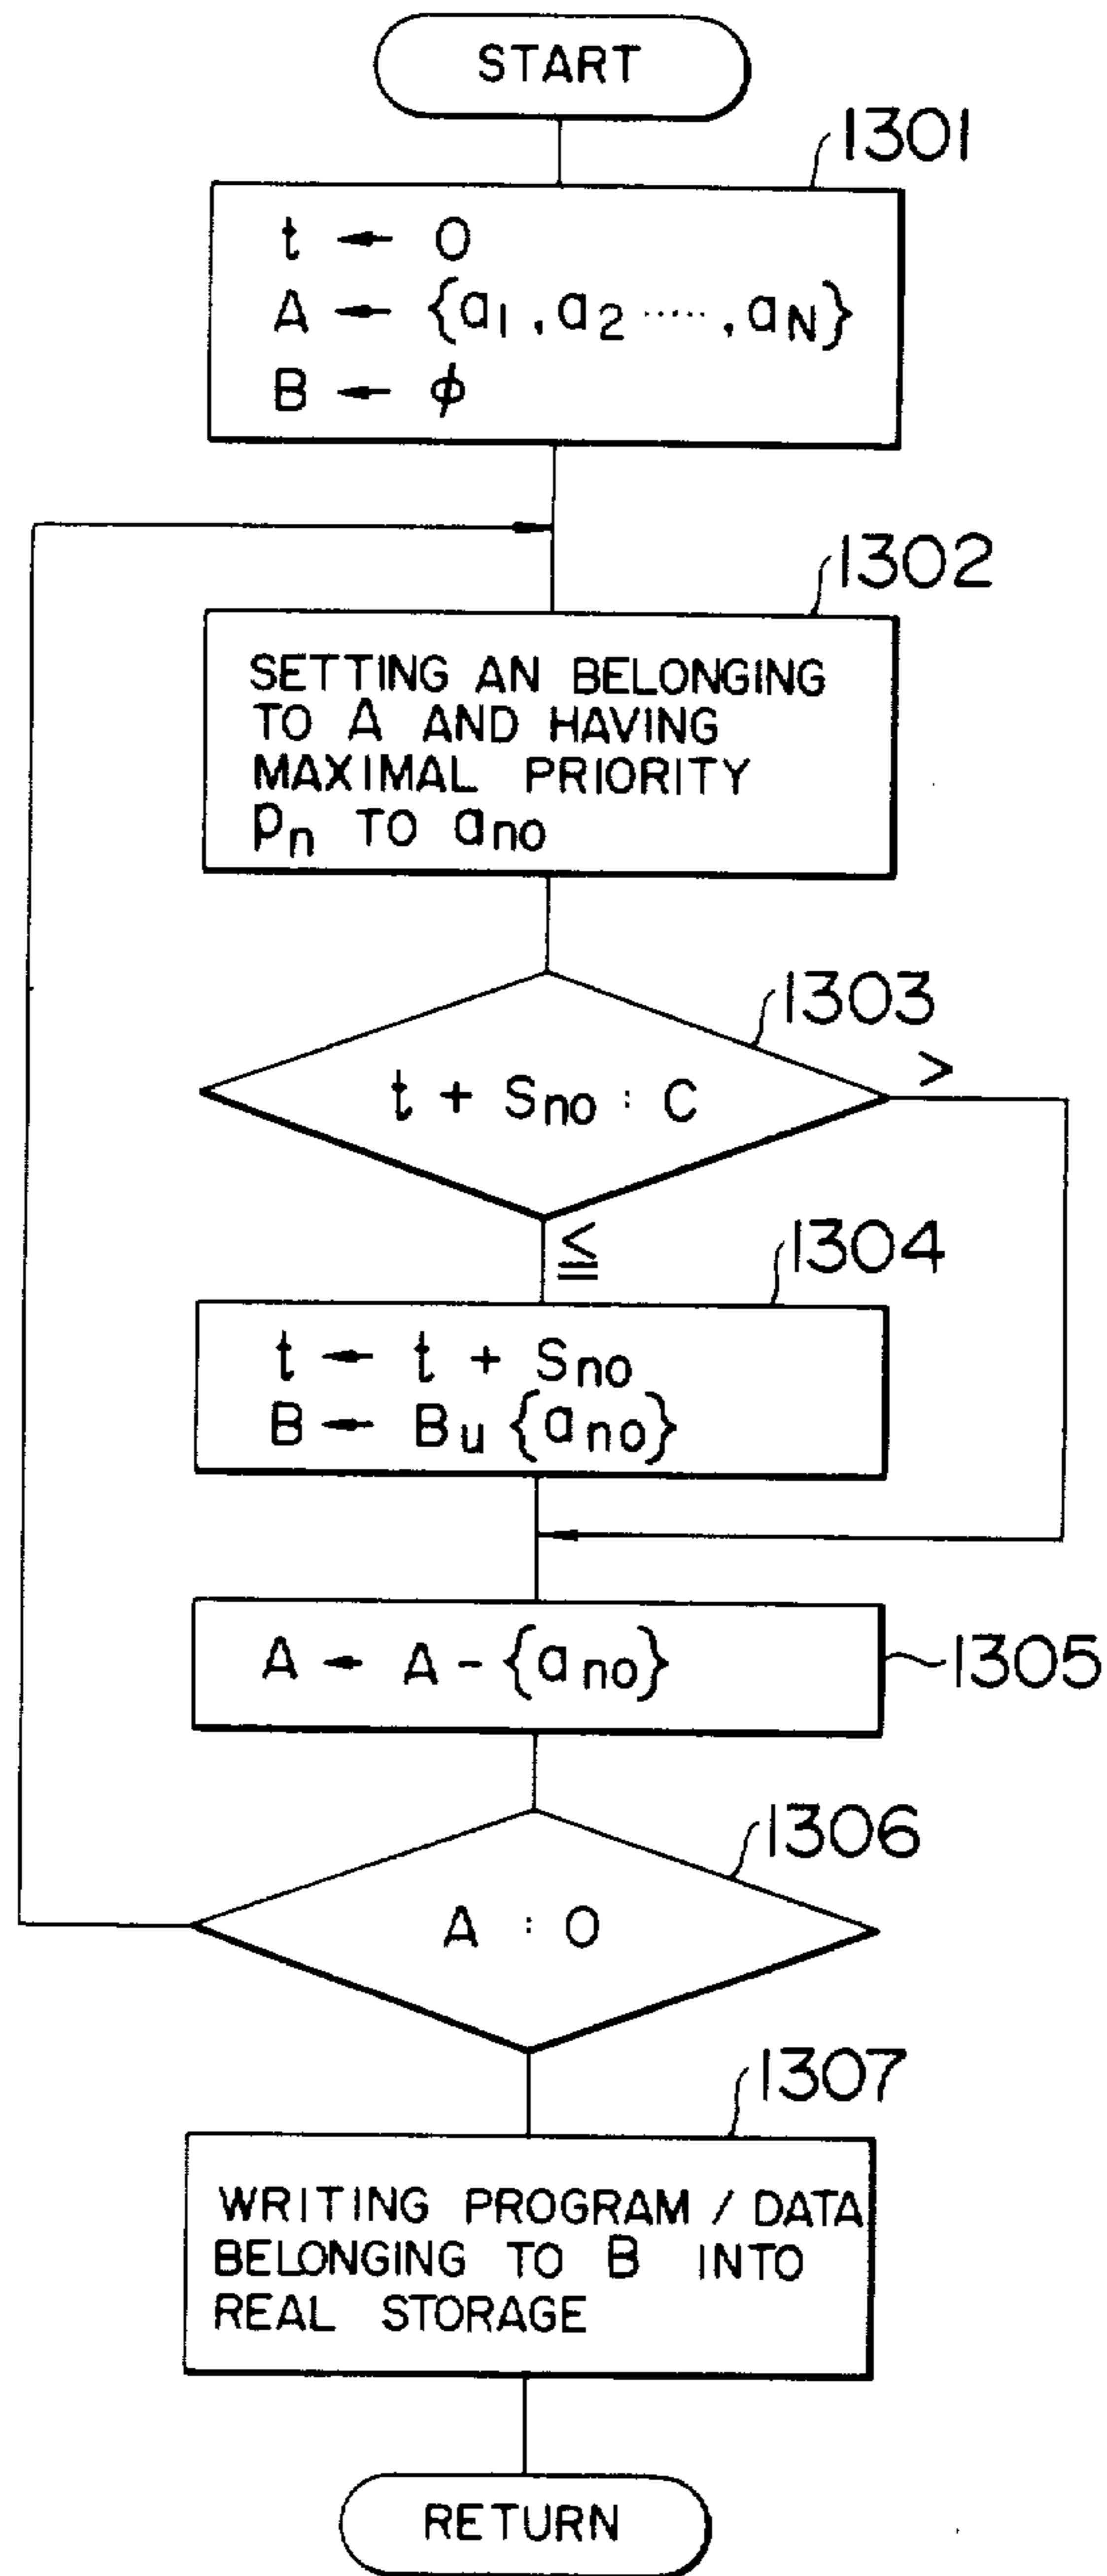 START
1301
t ← 0
A ← {a1, a2 ....., aN}
B ← ϕ
1302
SETTING AN BELONGING
TO A AND HAVING
MAXIMAL PRIORITY
Pn TO ano
1303
t + Sno : C
>
≦
1304
t ← t + Sno
B ← Bu {ano}
A ← A - {ano}
1305
1306
A : 0
1307
WRITING PROGRAM / DATA
BELONGING TO B INTO
REAL STORAGE
RETURN